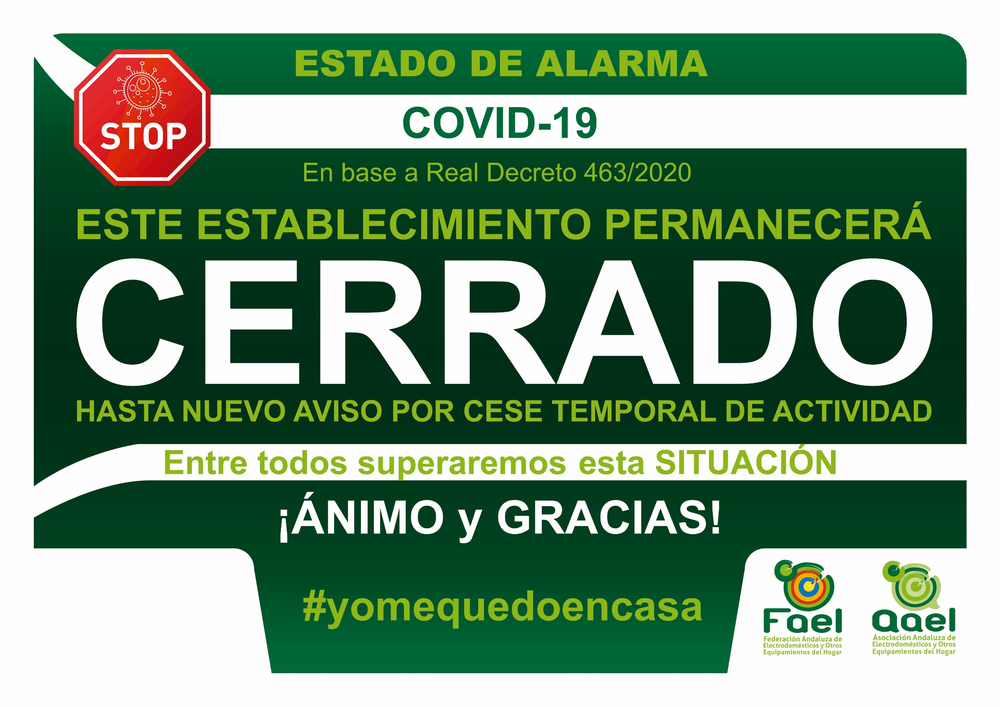 ESTADO DE ALARMA
STOP
COVID-19
En base a Real Decreto 463/2020
ESTE ESTABLECIMIENTO PERMANECERÁ
CERRADO
HASTA NUEVO AVISO POR CESE TEMPORAL DE ACTIVIDAD
Entre todos superaremos esta SITUACIÓN
¡ÁNIMO y GRACIAS!
#yomequedoencasa
Fael
Federación Andaluza de
Electrodomésticos y Otros
Equipamientos del Hogar
aael
Asociación Andaluza de
Electrodomésticos y Otros
Equipamientos del Hogar